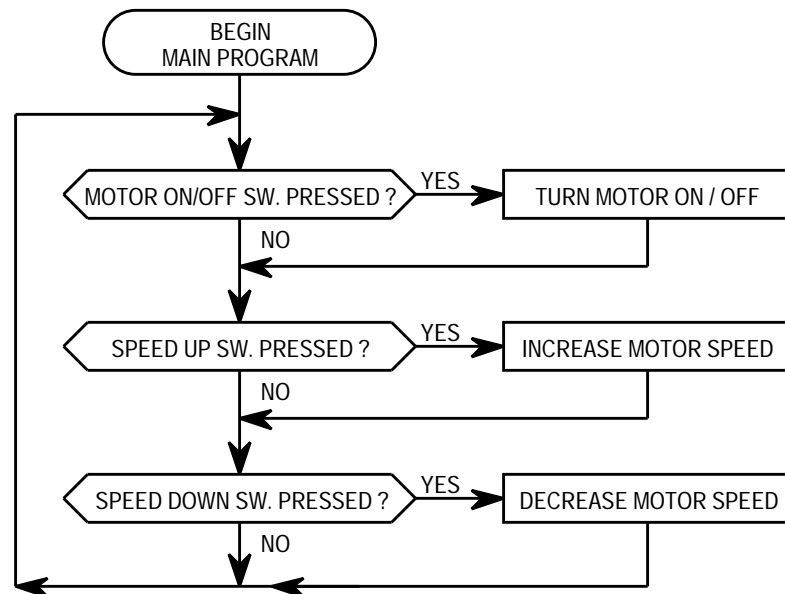 BEGIN
MAIN PROGRAM
MOTOR ON/OFF SW. PRESSED ?
YES
TURN MOTOR ON / OFF
NO
SPEED UP SW. PRESSED ?
YES
INCREASE MOTOR SPEED
NO
SPEED DOWN SW. PRESSED ?
YES
DECREASE MOTOR SPEED
NO